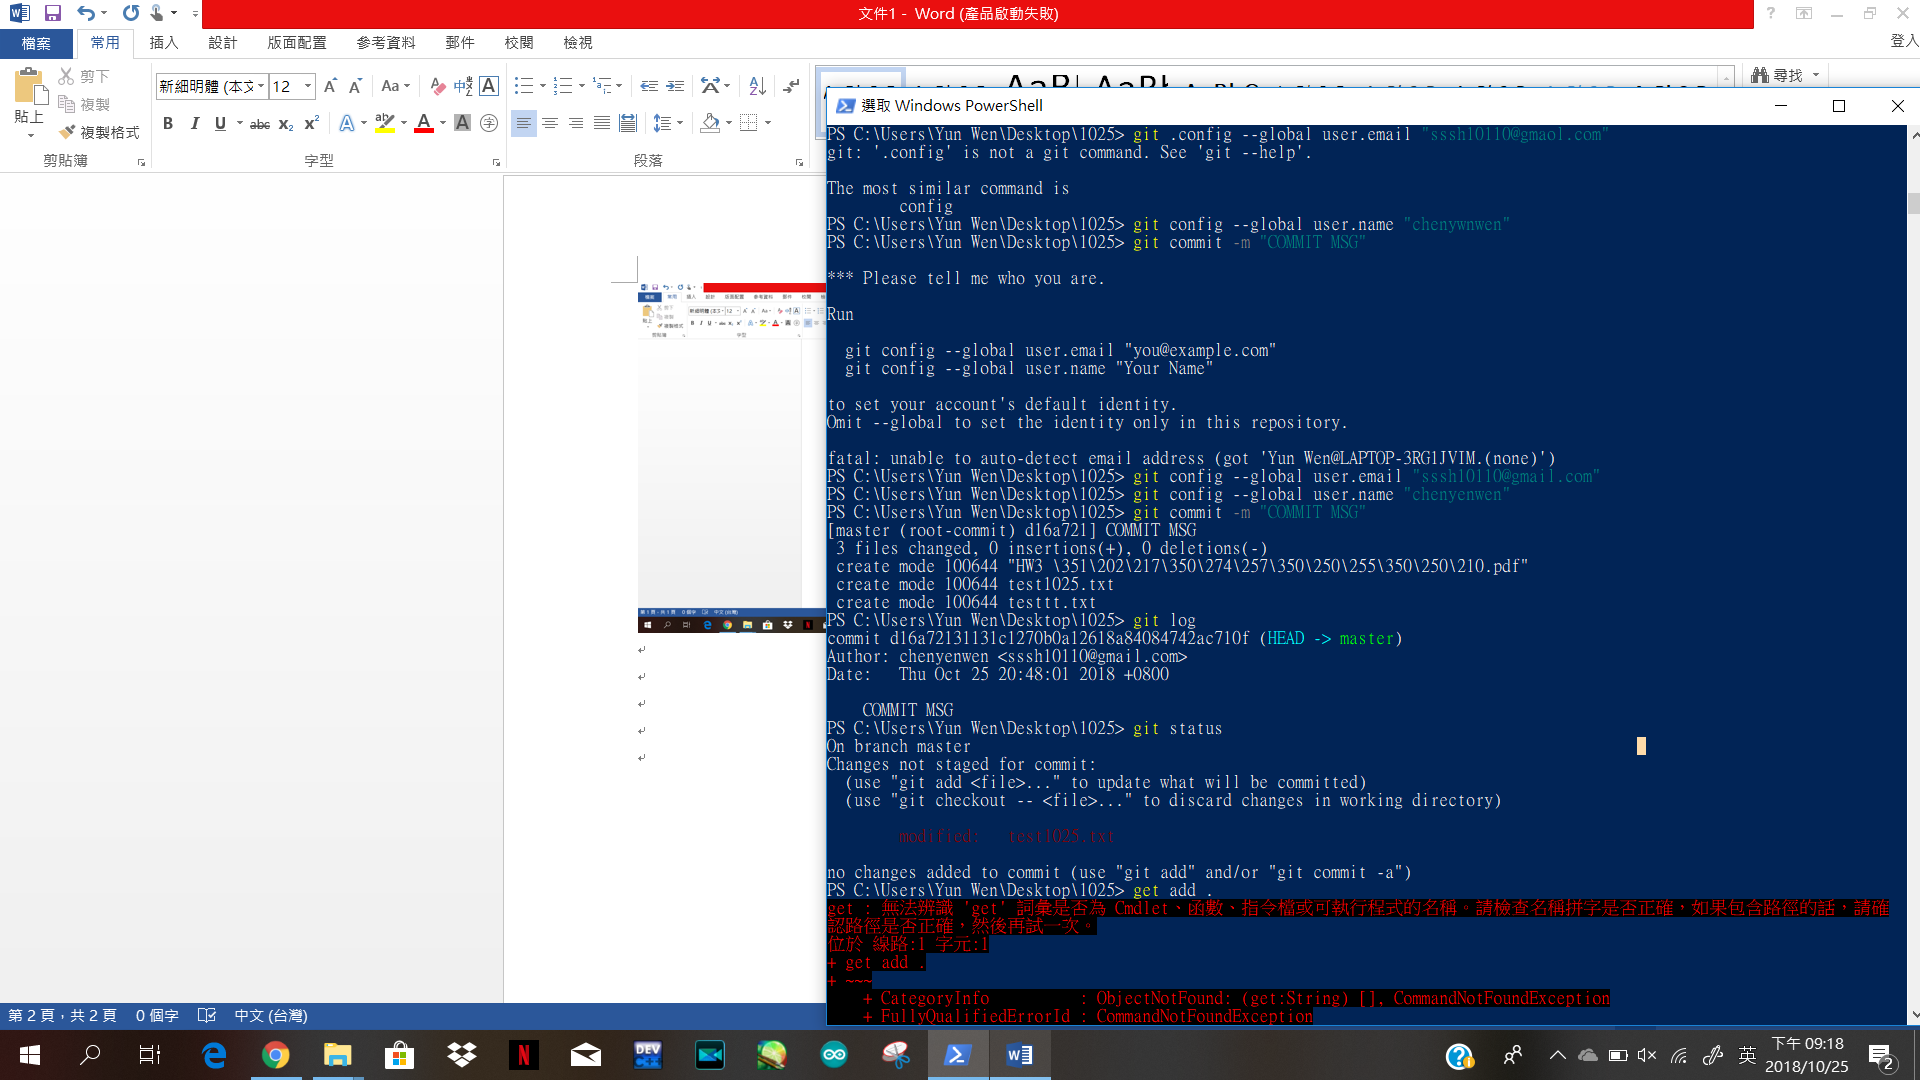 文件1 - Word (產品啟動失敗)
檔案 常用 插入 設計 版面配置 參考資料 郵件 校閱 檢視 登入
貼上 剪下 複製 複製格式 剪貼簿
新細明體 (本文 12 字型 段落 尋找
選取 Windows PowerShell
PS C:\Users\Yun Wen\Desktop\1025> git .config --global user.email "sssh10110@gmaol.com"
git: '.config' is not a git command. See 'git --help'.
The most similar command is
config
PS C:\Users\Yun Wen\Desktop\1025> git config --global user.name "chenywnwen"
PS C:\Users\Yun Wen\Desktop\1025> git commit -m "COMMIT MSG"
*** Please tell me who you are.
Run
git config --global user.email "you@example.com"
git config --global user.name "Your Name"
to set your account's default identity.
Omit --global to set the identity only in this repository.
fatal: unable to auto-detect email address (got 'Yun Wen@LAPTOP-3RG1JVIM.(none)')
PS C:\Users\Yun Wen\Desktop\1025> git config --global user.email "sssh10110@gmail.com"
PS C:\Users\Yun Wen\Desktop\1025> git config --global user.name "chenyenwen"
PS C:\Users\Yun Wen\Desktop\1025> git commit -m "COMMIT MSG"
[master (root-commit) d16a721] COMMIT MSG
3 files changed, 0 insertions(+), 0 deletions(-)
create mode 100644 "HW3 \351\202\217\350\274\257\350\250\255\350\250\210.pdf"
create mode 100644 test1025.txt
create mode 100644 testtt.txt
PS C:\Users\Yun Wen\Desktop\1025> git log
commit d16a72131131c1270b0a12618a84084742ac710f (HEAD -> master)
Author: chenyenwen <sssh10110@gmail.com>
Date:   Thu Oct 25 20:48:01 2018 +0800
COMMIT MSG
PS C:\Users\Yun Wen\Desktop\1025> git status
On branch master
Changes not staged for commit:
(use "git add <file>..." to update what will be committed)
(use "git checkout -- <file>..." to discard changes in working directory)
modified:   test1025.txt
no changes added to commit (use "git add" and/or "git commit -a")
PS C:\Users\Yun Wen\Desktop\1025> get add .
get : 無法辨識 'get' 詞彙是否為 Cmdlet、函數、指令檔或可執行程式的名稱。請檢查名稱拼字是否正確，如果包含路徑的話，請確
認路徑是否正確，然後再試一次。
位於 線路:1 字元:1
+ get add .
+ ~~~
+ CategoryInfo          : ObjectNotFound: (get:String) [], CommandNotFoundException
+ FullyQualifiedErrorId : CommandNotFoundException
第 2 頁，共 2 頁 0 個字 中文 (台灣)
英 下午 09:18
2018/10/25 2